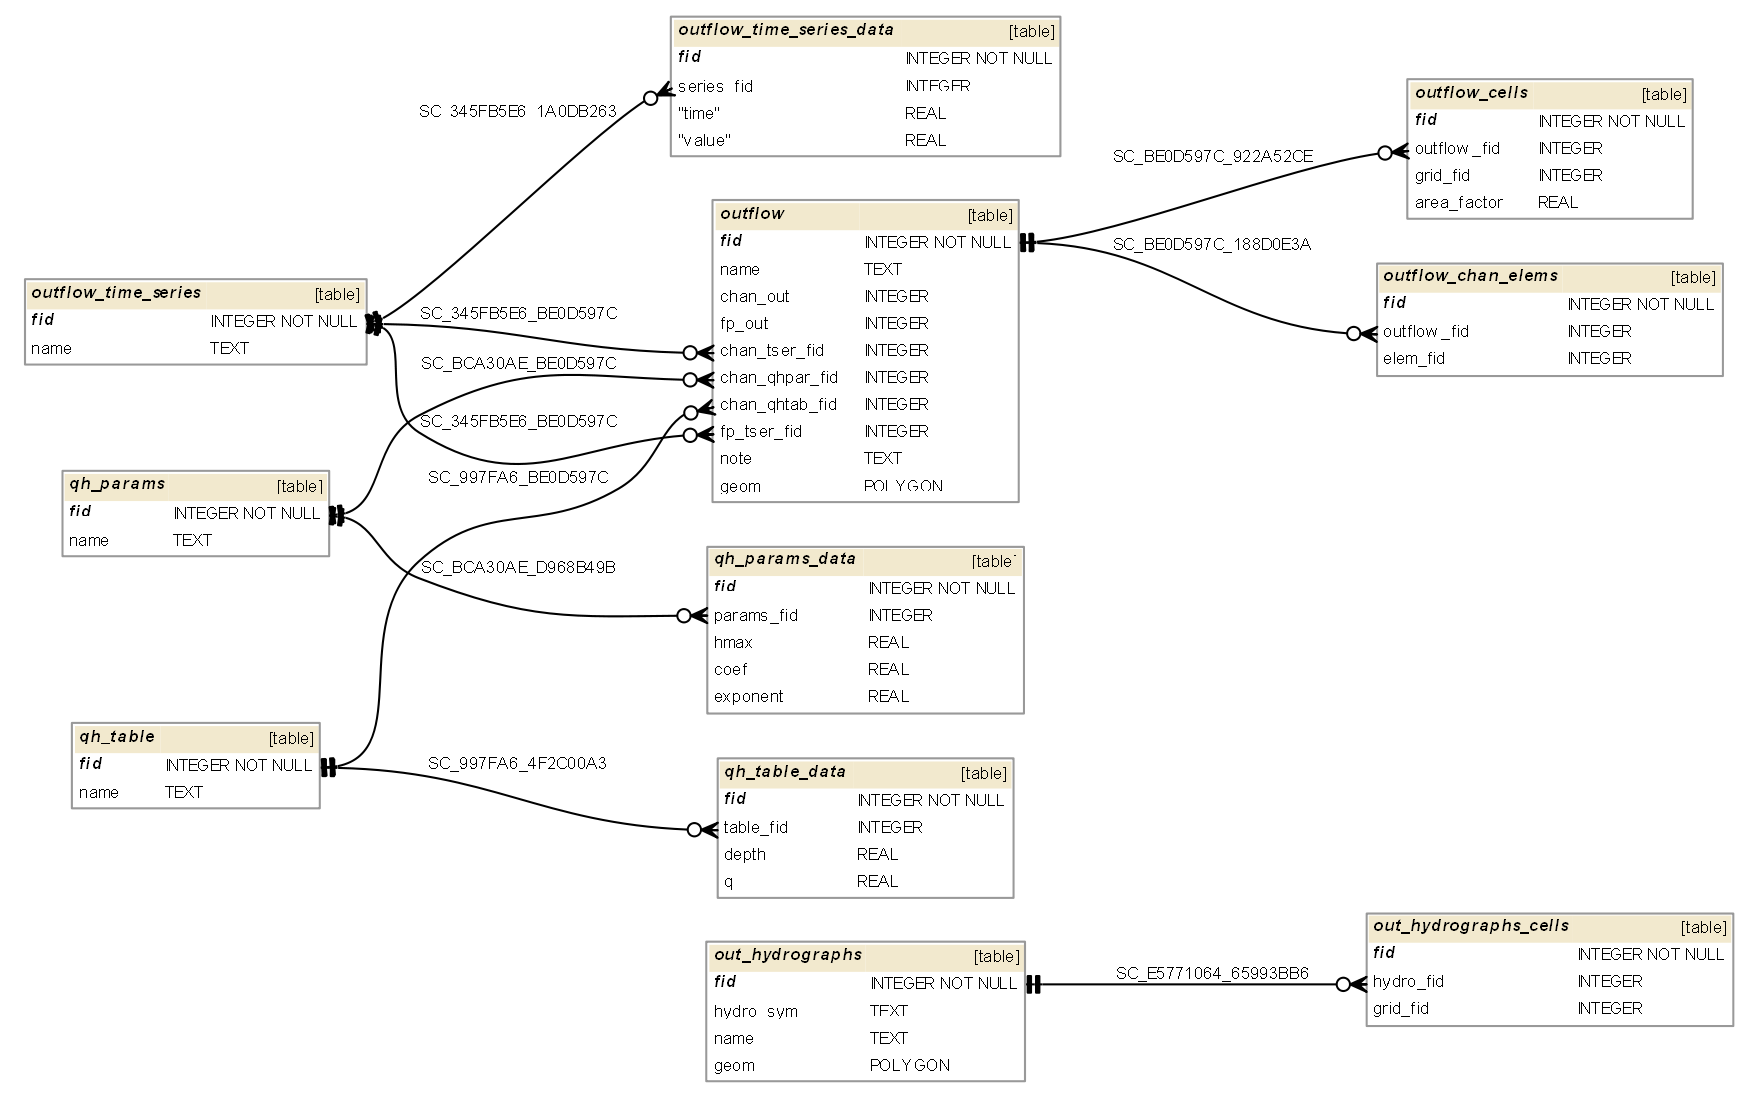 outflow_time_series_data [table]
fid INTEGER NOT NULL
series_fid INTEGER
"time" REAL
"value" REAL
SC_345FB5E6_1A0DB263
outflow_cells [table]
fid INTEGER NOT NULL
outflow_fid INTEGER
grid_fid INTEGER
area_factor REAL
SC_BE0D597C_922A52CE
outflow [table]
fid INTEGER NOT NULL
name TEXT
chan_out INTEGER
fp_out INTEGER
chan_tser_fid INTEGER
chan_qhpar_fid INTEGER
chan_qhtab_fid INTEGER
fp_tser_fid INTEGER
note TEXT
geom POLYGON
SC_BE0D597C_188D0E3A
outflow_chan_elems [table]
fid INTEGER NOT NULL
outflow_fid INTEGER
elem_fid INTEGER
outflow_time_series [table]
fid INTEGER NOT NULL
name TEXT
SC_345FB5E6_BE0D597C
SC_BCA30AE_BE0D597C
SC_345FB5E6_BE0D597C
SC_997FA6_BE0D597C
qh_params [table]
fid INTEGER NOT NULL
name TEXT
SC_BCA30AE_D968B49B
qh_params_data [table]
fid INTEGER NOT NULL
params_fid INTEGER
hmax REAL
coef REAL
exponent REAL
qh_table [table]
fid INTEGER NOT NULL
name TEXT
SC_997FA6_4F2C00A3
qh_table_data [table]
fid INTEGER NOT NULL
table_fid INTEGER
depth REAL
q REAL
out_hydrographs [table]
fid INTEGER NOT NULL
hydro_sym TEXT
name TEXT
geom POLYGON
SC_E5771064_65993BB6
out_hydrographs_cells [table]
fid INTEGER NOT NULL
hydro_fid INTEGER
grid_fid INTEGER